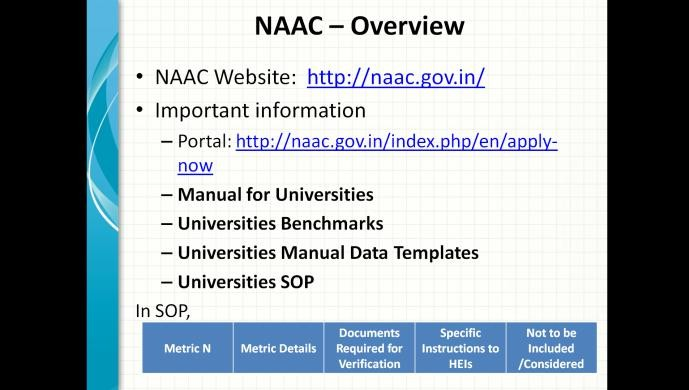 NAAC – Overview
• NAAC Website: http://naac.gov.in/
• Important information
– Portal: http://naac.gov.in/index.php/en/apply-
now
– Manual for Universities
– Universities Benchmarks
– Universities Manual Data Templates
– Universities SOP
In SOP,
Metric N
Metric Details
Documents
Required for
Verification
Specific
Instructions to
HEIs
Not to be
Included
/Considered